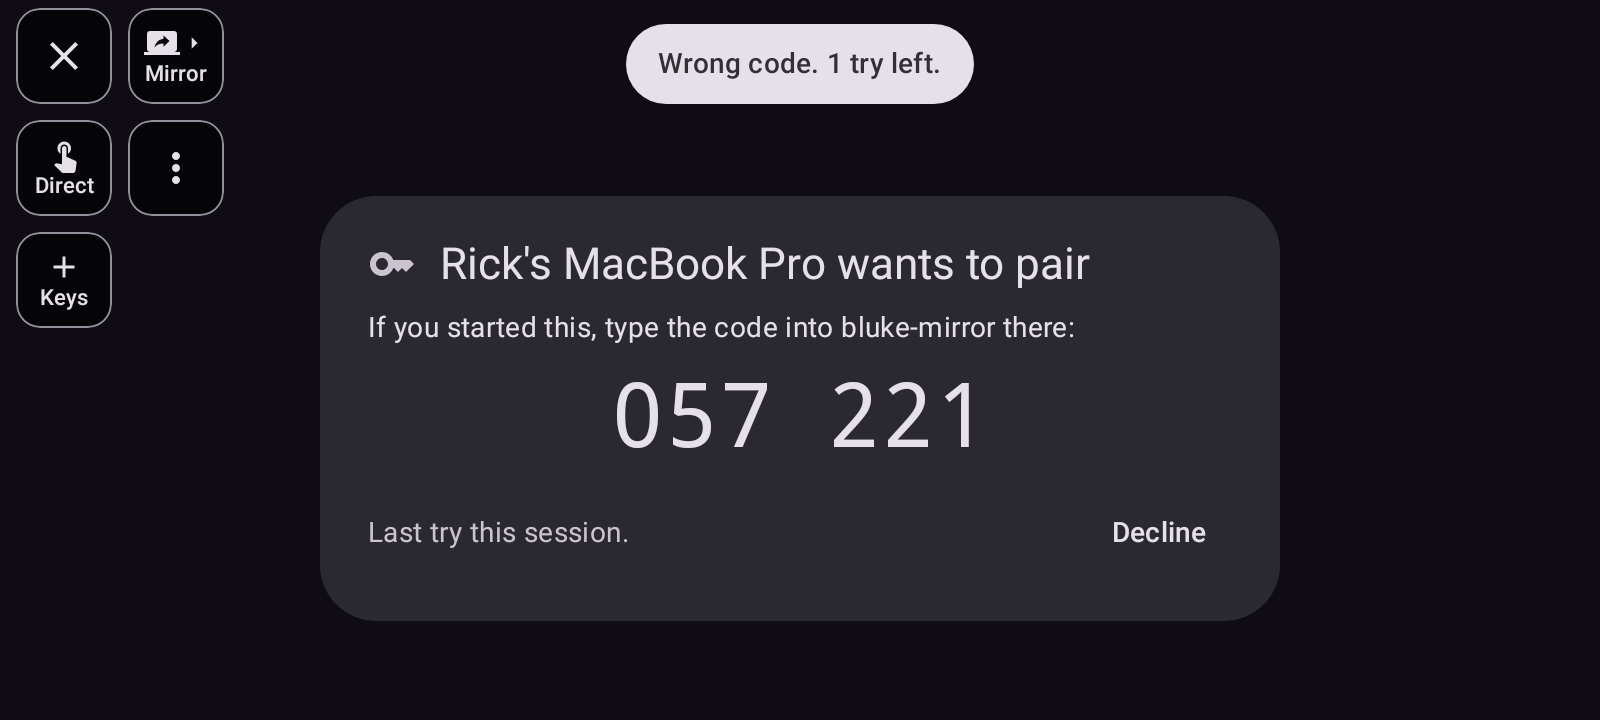 Mirror
Direct
Keys
Wrong code. 1 try left.
Rick's MacBook Pro wants to pair
If you started this, type the code into bluke-mirror there:
057 221
Last try this session.
Decline